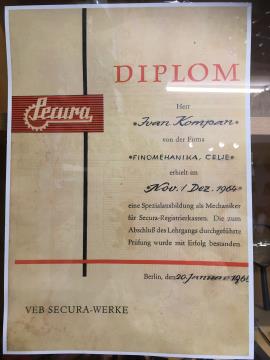 DIPLOM
Secura
Herr
*Ivan Kompan*
von der Firma
*FINOMEHANIKA, CELJE*
erhielt im
*Nov. / Dez. 1964*
eine Spezialausbildung als Mechaniker
für Secura-Registrierkassen. Die zum
Abschluß des Lehrgangs durchgeführte
Prüfung wurde mit Erfolg bestanden.
Berlin, den 20. Januar
VEB SECURA-WERKE